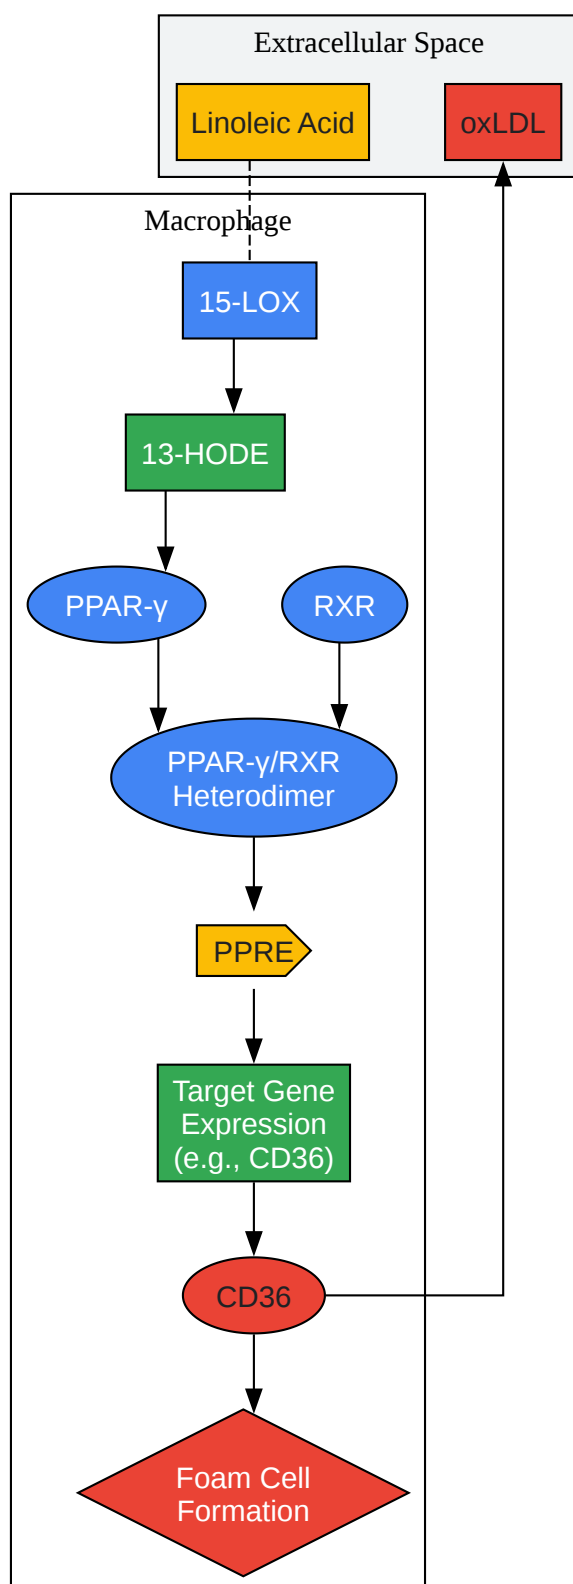 Extracellular Space
Linoleic Acid
oxLDL
Macrophage
15-LOX
13-HODE
PPAR-γ
RXR
PPAR-γ/RXR
Heterodimer
PPRE
Target Gene
Expression
(e.g., CD36)
CD36
Foam Cell
Formation